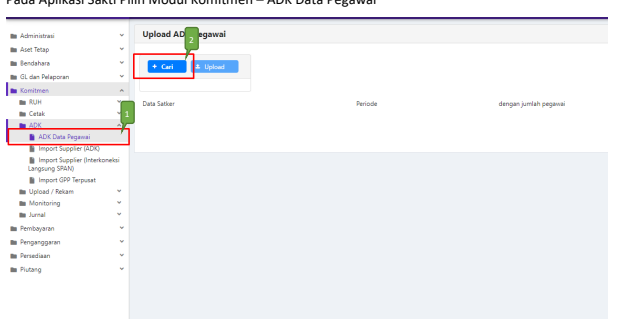 Pada Aplikasi Sakti Pilih Modul Komitmen – ADK Data Pegawai
Administrasi
Aset Tetap
Bendahara
GL dan Pelaporan
Komitmen
RUH
Cetak
ADK
1
ADK Data Pegawai
Import Supplier (ADK)
Import Supplier (Interkoneksi
Langsung SPAN)
Import GPP Terpusat
Upload / Rekam
Monitoring
Jurnal
Pembayaran
Penganggaran
Persediaan
Piutang
Upload AD egawai
2
+ Cari
Upload
Data Satker
Periode
dengan jumlah pegawai